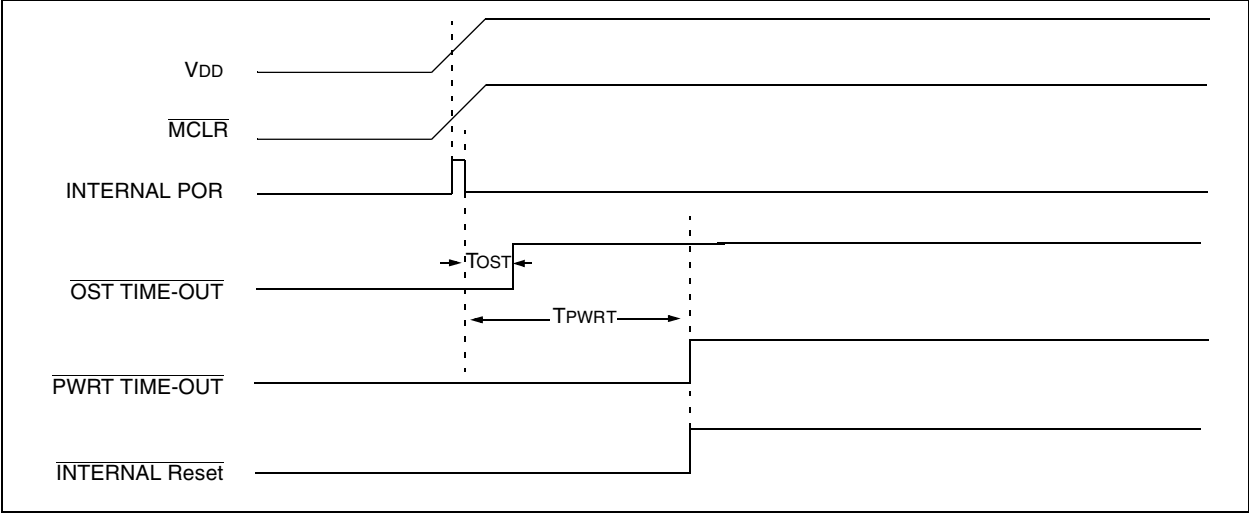 VDD
MCLR
INTERNAL POR
TOST
OST TIME-OUT
TPWRT
PWRT TIME-OUT
INTERNAL Reset